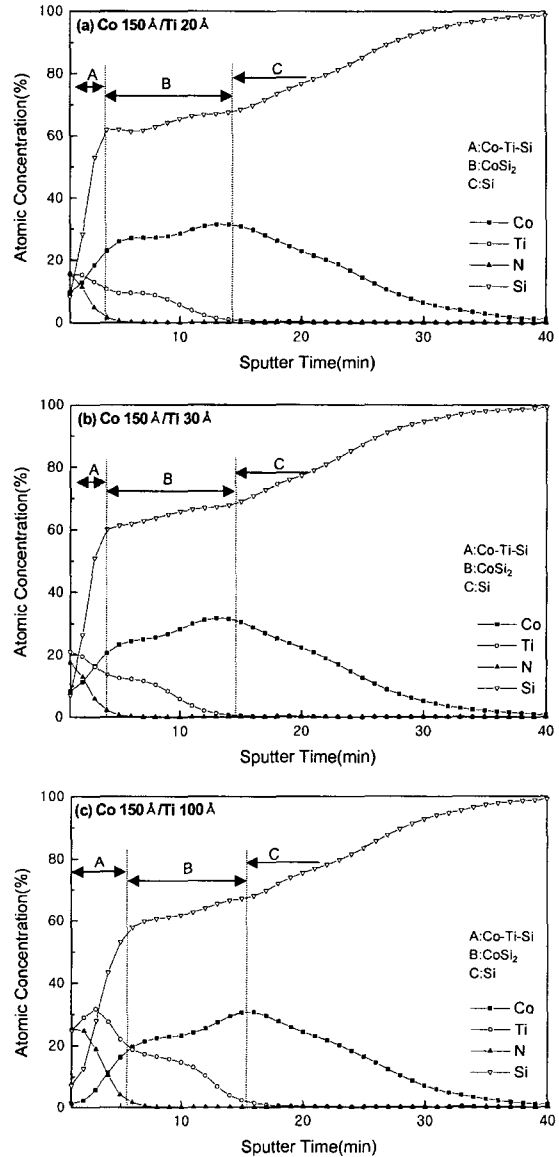 (a) Co 150 Å/Ti 20 Å
100
80
60
40
20
0
A
B
C
A:Co-Ti-Si
B:CoSi2
C:Si
Co
Ti
N
Si
10
20
30
40
Atomic Concentration(%)
Sputter Time(min)
(b) Co 150 Å/Ti 30 Å
100
80
60
40
20
0
A
B
C
A:Co-Ti-Si
B:CoSi2
C:Si
Co
Ti
N
Si
10
20
30
40
Atomic Concentration(%)
Sputter Time(min)
(c) Co 150 Å/Ti 100 Å
100
80
60
40
20
0
A
B
C
A:Co-Ti-Si
B:CoSi2
C:Si
Co
Ti
N
Si
10
20
30
40
Atomic Concentration(%)
Sputter Time(min)